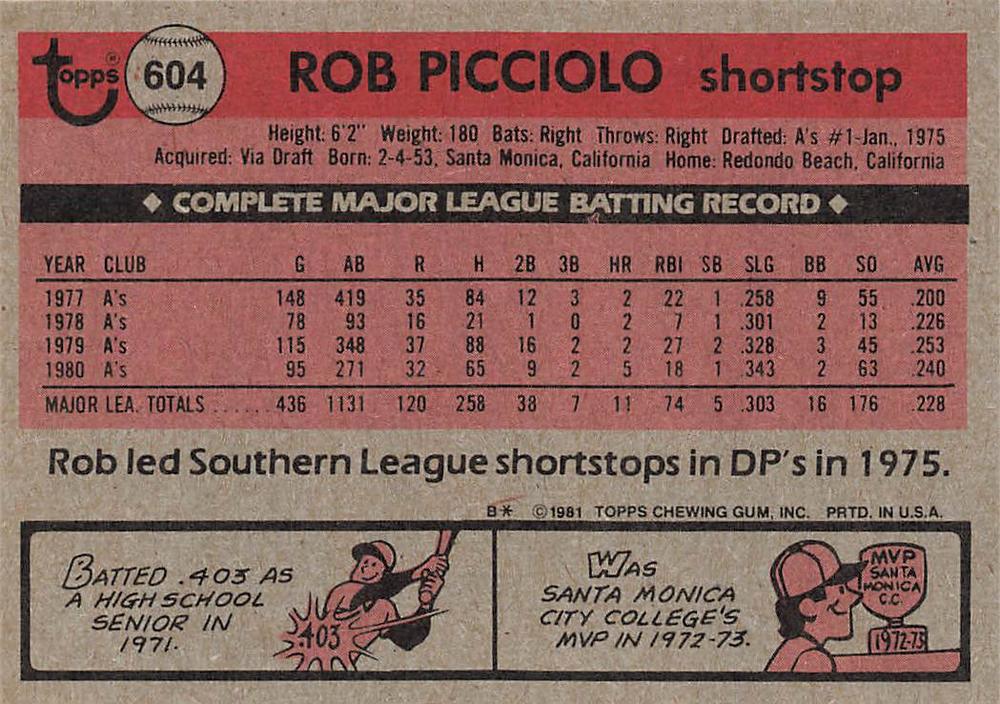 Topps® 604 ROB PICCIOLO shortstop
Height: 6'2" Weight: 180 Bats: Right Throws: Right Drafted: A's #1-Jan., 1975
Acquired: Via Draft Born: 2-4-53, Santa Monica, California Home: Redondo Beach, California
◆ COMPLETE MAJOR LEAGUE BATTING RECORD ◆
YEAR CLUB G AB R H 2B 3B HR RBI SB SLG BB SO AVG
1977 A's 148 419 35 84 12 3 2 22 1 .258 9 55 .200
1978 A's 78 93 16 21 1 0 2 7 1 .301 2 13 .226
1979 A's 115 348 37 88 16 2 2 27 2 .328 3 45 .253
1980 A's 95 271 32 65 9 2 5 18 1 .343 2 63 .240
MAJOR LEA. TOTALS ...... 436 1131 120 258 38 7 11 74 5 .303 16 176 .228
Rob led Southern League shortstops in DP's in 1975.
B* ©1981 TOPPS CHEWING GUM, INC. PRTD. IN U.S.A.
BATTED .403 AS
A HIGH SCHOOL
SENIOR IN
1971.
.403
WAS
SANTA MONICA
CITY COLLEGE'S
MVP IN 1972-73.
MVP
SANTA
MONICA
C.C.
1972-73